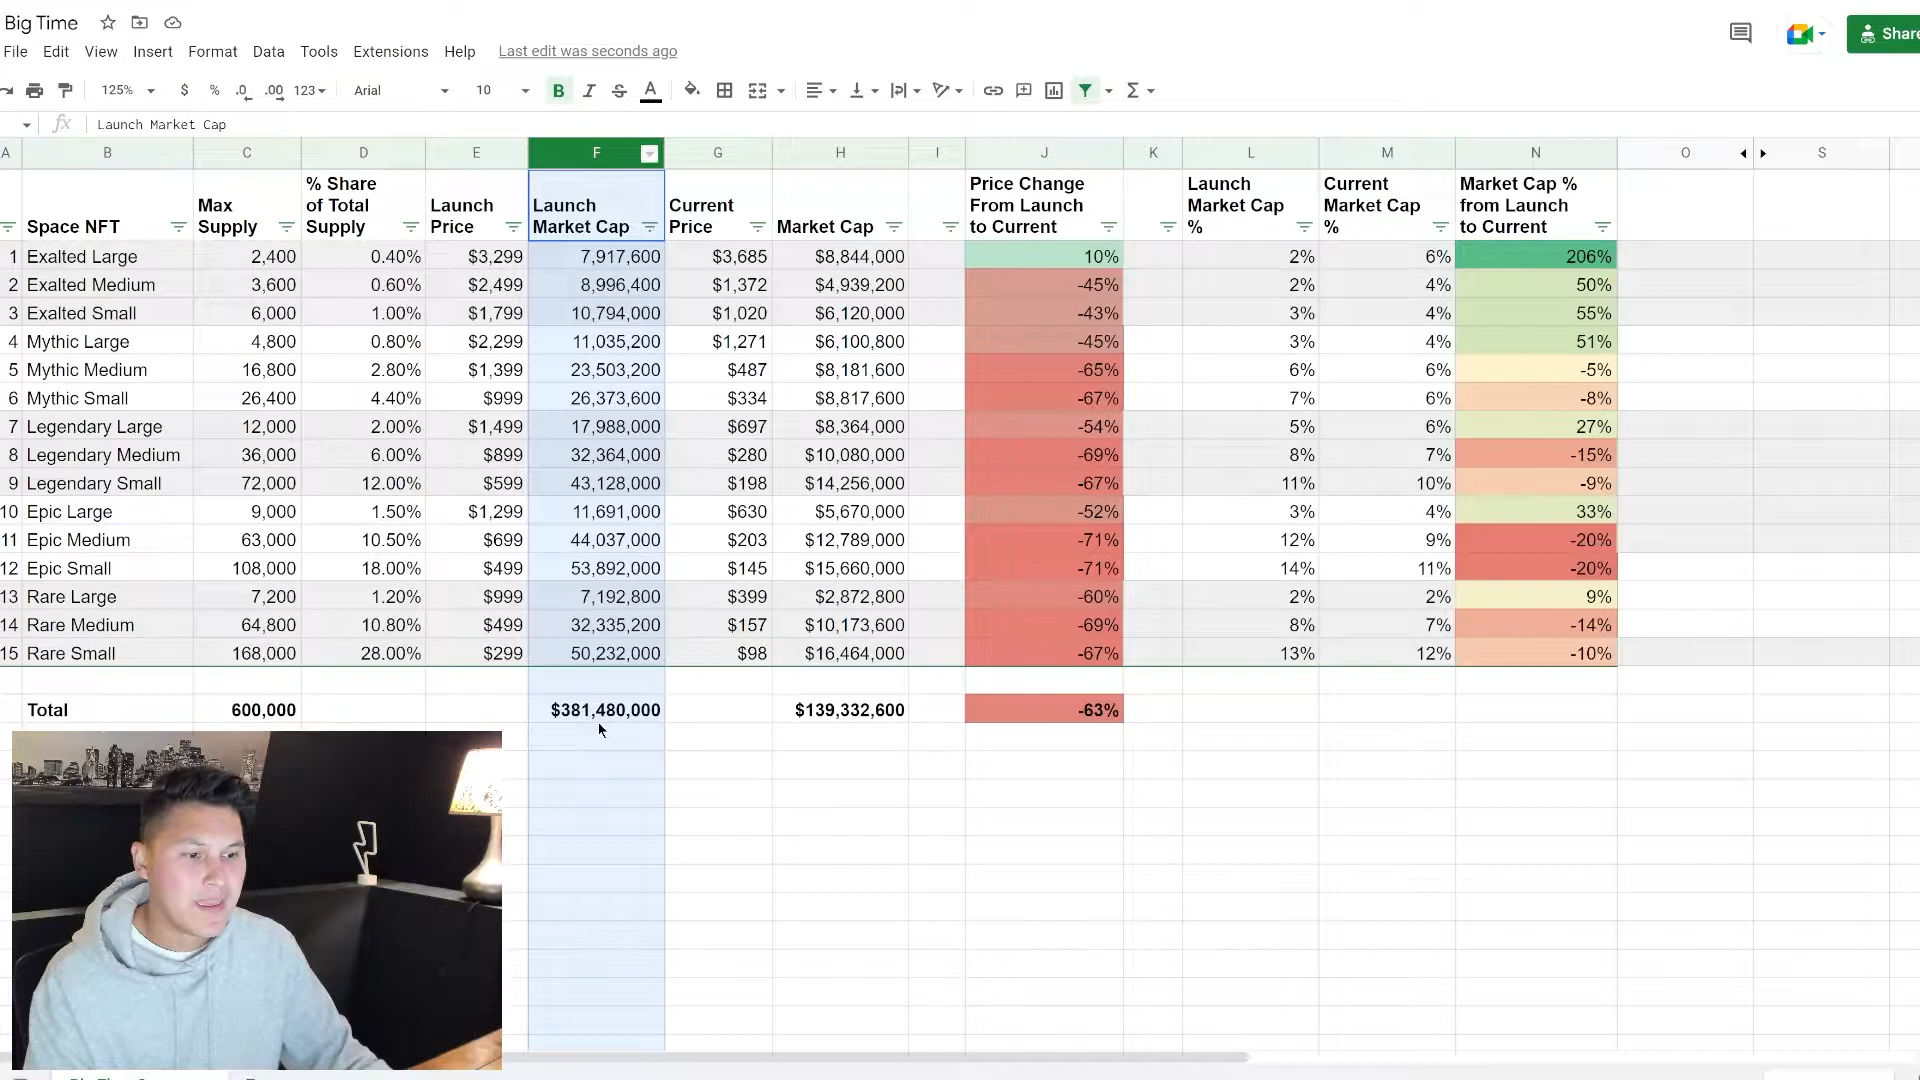 Big Time
File Edit View Insert Format Data Tools Extensions Help Last edit was seconds ago
Share
125% $ % .0 .00 123 Arial 10 B I S A Σ
fx Launch Market Cap
A B C D E F G H I J K L M N O S
Space NFT Max Supply % Share of Total Supply Launch Price Launch Market Cap Current Price Market Cap Price Change From Launch to Current Launch Market Cap % Current Market Cap % Market Cap % from Launch to Current
1 Exalted Large 2,400 0.40% $3,299 7,917,600 $3,685 $8,844,000 10% 2% 6% 206%
2 Exalted Medium 3,600 0.60% $2,499 8,996,400 $1,372 $4,939,200 -45% 2% 4% 50%
3 Exalted Small 6,000 1.00% $1,799 10,794,000 $1,020 $6,120,000 -43% 3% 4% 55%
4 Mythic Large 4,800 0.80% $2,299 11,035,200 $1,271 $6,100,800 -45% 3% 4% 51%
5 Mythic Medium 16,800 2.80% $1,399 23,503,200 $487 $8,181,600 -65% 6% 6% -5%
6 Mythic Small 26,400 4.40% $999 26,373,600 $334 $8,817,600 -67% 7% 6% -8%
7 Legendary Large 12,000 2.00% $1,499 17,988,000 $697 $8,364,000 -54% 5% 6% 27%
8 Legendary Medium 36,000 6.00% $899 32,364,000 $280 $10,080,000 -69% 8% 7% -15%
9 Legendary Small 72,000 12.00% $599 43,128,000 $198 $14,256,000 -67% 11% 10% -9%
10 Epic Large 9,000 1.50% $1,299 11,691,000 $630 $5,670,000 -52% 3% 4% 33%
11 Epic Medium 63,000 10.50% $699 44,037,000 $203 $12,789,000 -71% 12% 9% -20%
12 Epic Small 108,000 18.00% $499 53,892,000 $145 $15,660,000 -71% 14% 11% -20%
13 Rare Large 7,200 1.20% $999 7,192,800 $399 $2,872,800 -60% 2% 2% 9%
14 Rare Medium 64,800 10.80% $499 32,335,200 $157 $10,173,600 -69% 8% 7% -14%
15 Rare Small 168,000 28.00% $299 50,232,000 $98 $16,464,000 -67% 13% 12% -10%
Total 600,000 $381,480,000 $139,332,600 -63%